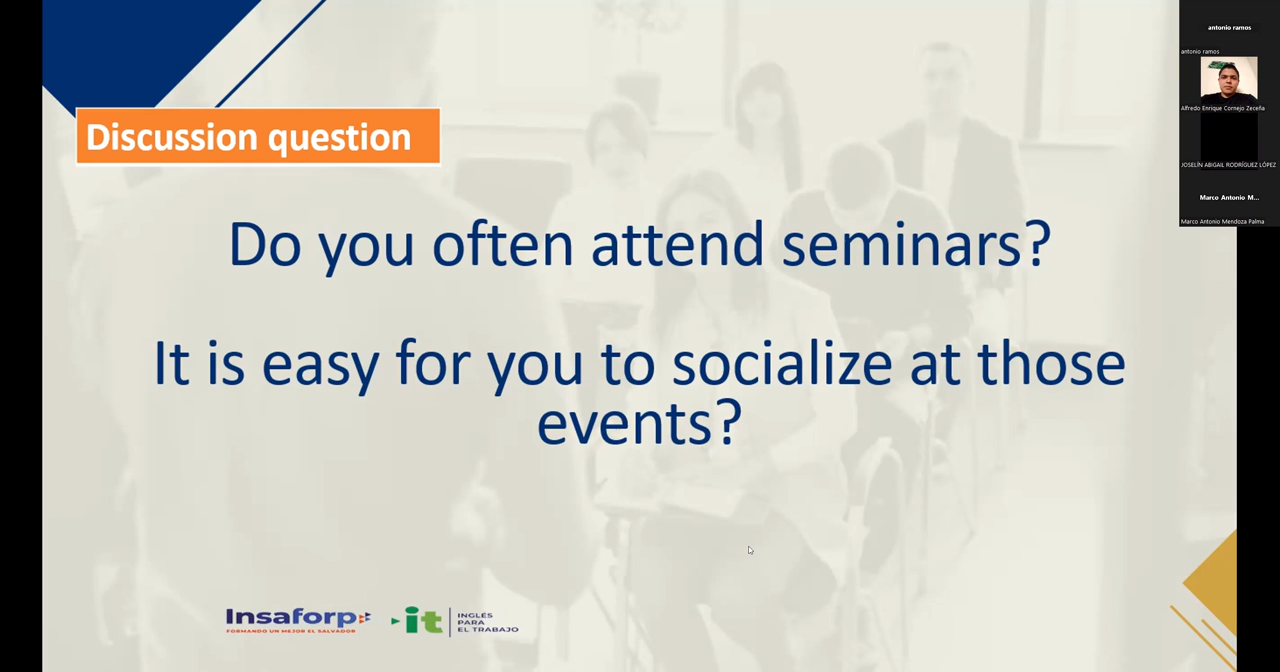 Discussion question
Do you often attend seminars?
It is easy for you to socialize at those
events?
Insaforp
FORMANDO UN MEJOR EL SALVADOR
it
INGLÉS
PARA
EL TRABAJO
antonio ramos
antonio ramos
Alfredo Enrique Cornejo Zeceña
JOSELÍN ABIGAIL RODRÍGUEZ LÓPEZ
Marco Antonio M...
Marco Antonio Mendoza Palma